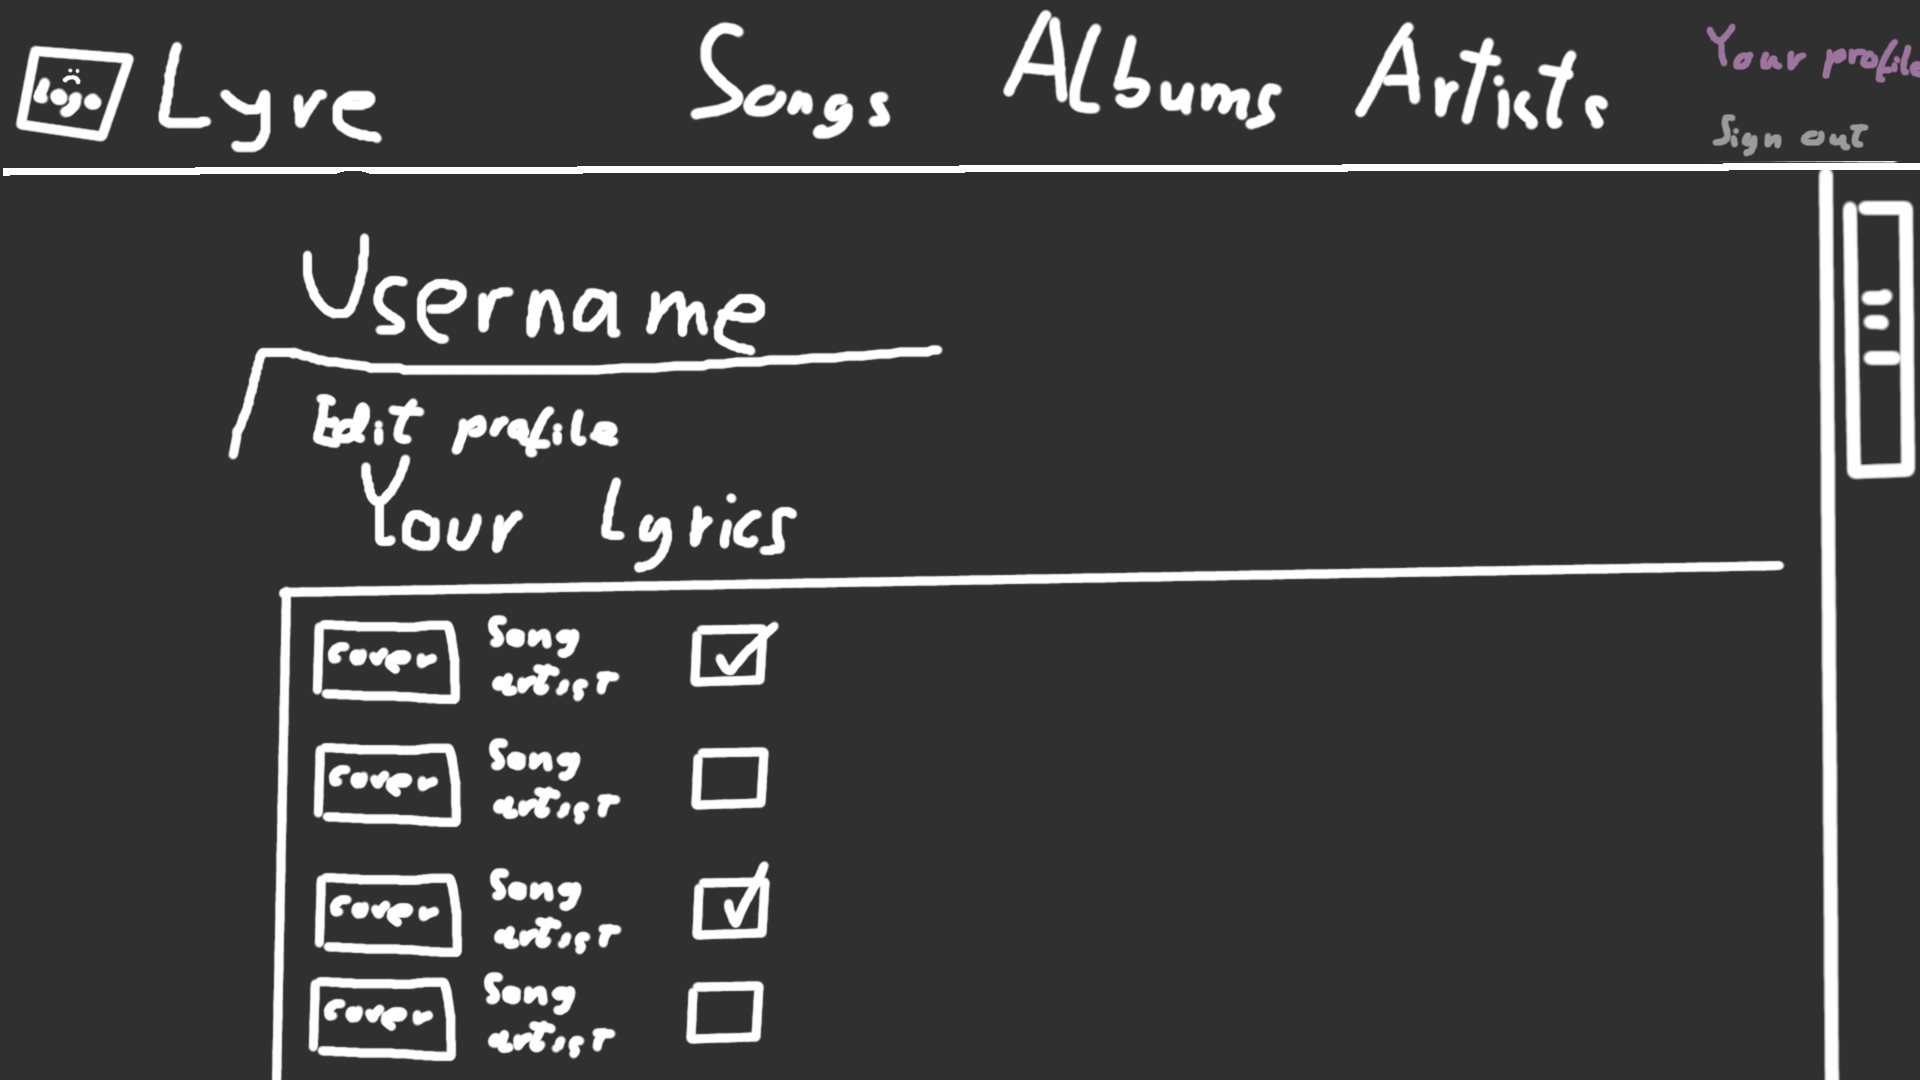 Logo Lyre Songs Albums Artists Your profile
Sign out
Username
Edit profile
Your Lyrics
cover Song
artist
cover Song
artist
cover Song
artist
cover Song
artist